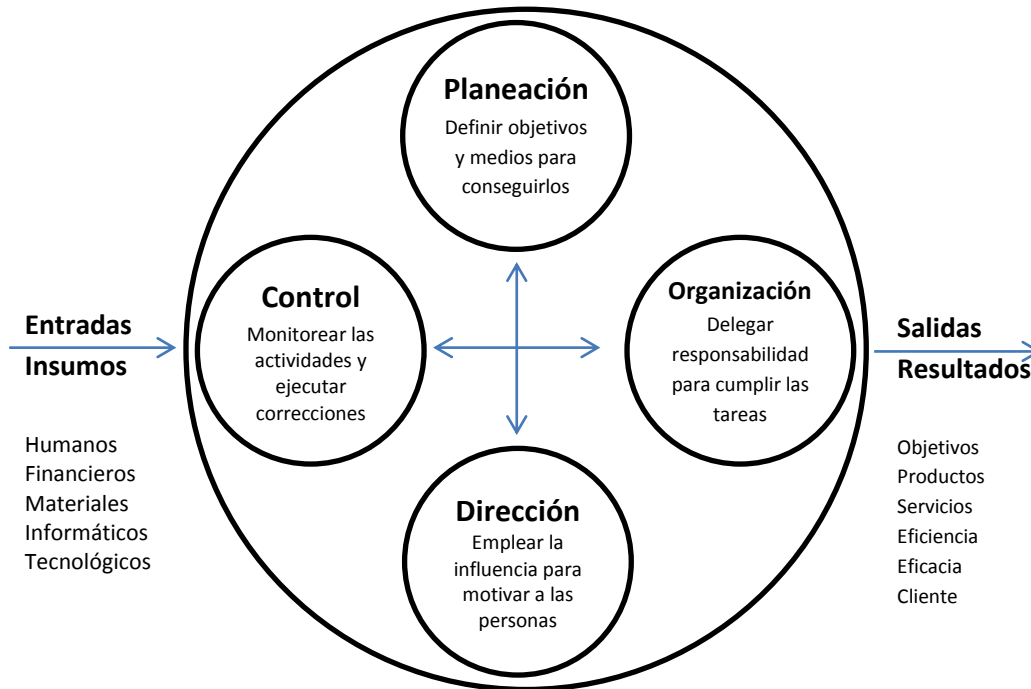 Planeación
Definir objetivos
y medios para
conseguirlos
Control
Monitorear las
actividades y
ejecutar
correcciones
Organización
Delegar
responsabilidad
para cumplir las
tareas
Dirección
Emplear la
influencia para
motivar a las
personas
Entradas
Insumos
Humanos
Financieros
Materiales
Informáticos
Tecnológicos
Salidas
Resultados
Objetivos
Productos
Servicios
Eficiencia
Eficacia
Cliente